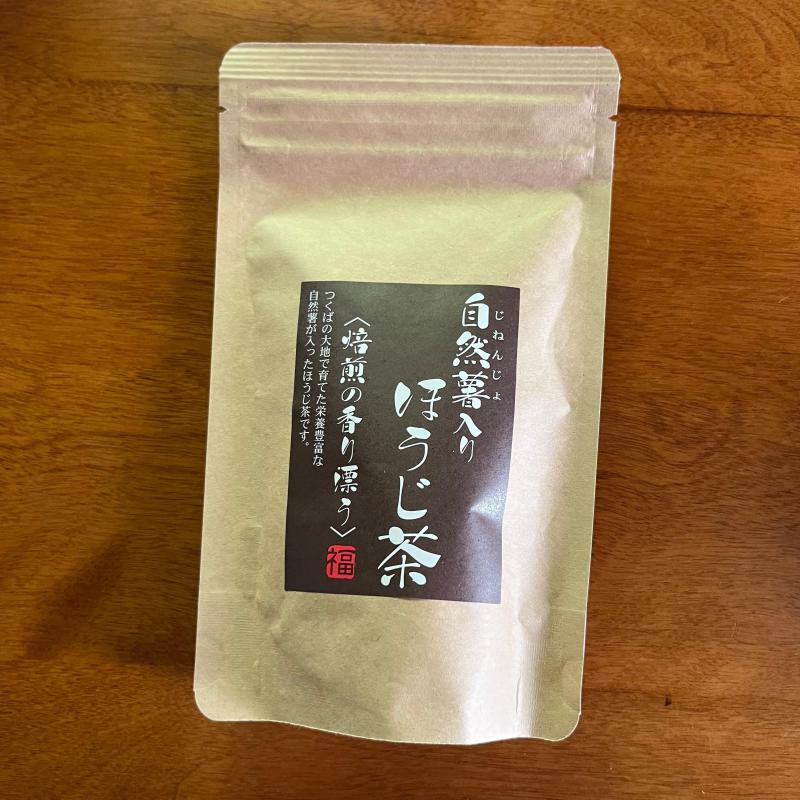 じねんじょ
自然薯入り
ほうじ茶
〈焙煎の香り漂う〉
福
つくばの大地で育てた栄養豊富な
自然薯が入ったほうじ茶です。